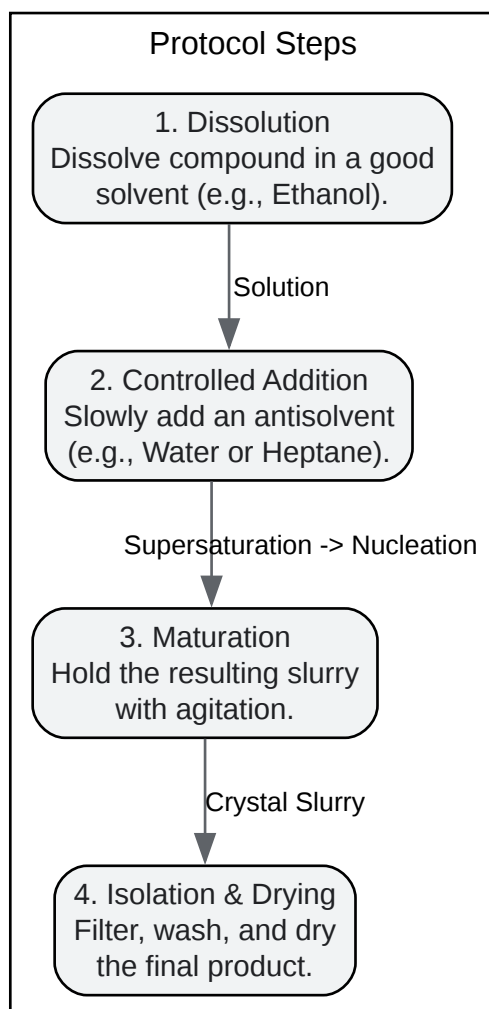 Protocol Steps
1. Dissolution
Dissolve compound in a good
solvent (e.g., Ethanol).
Solution
2. Controlled Addition
Slowly add an antisolvent
(e.g., Water or Heptane).
Supersaturation -> Nucleation
3. Maturation
Hold the resulting slurry
with agitation.
Crystal Slurry
4. Isolation & Drying
Filter, wash, and dry
the final product.